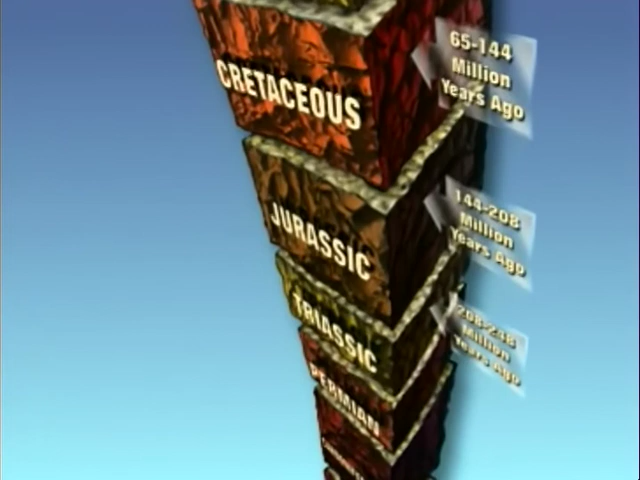 CRETACEOUS
65-144
Million
Years Ago
JURASSIC
144-208
Million
Years Ago
TRIASSIC
208-248
Million
Years Ago
PERMIAN